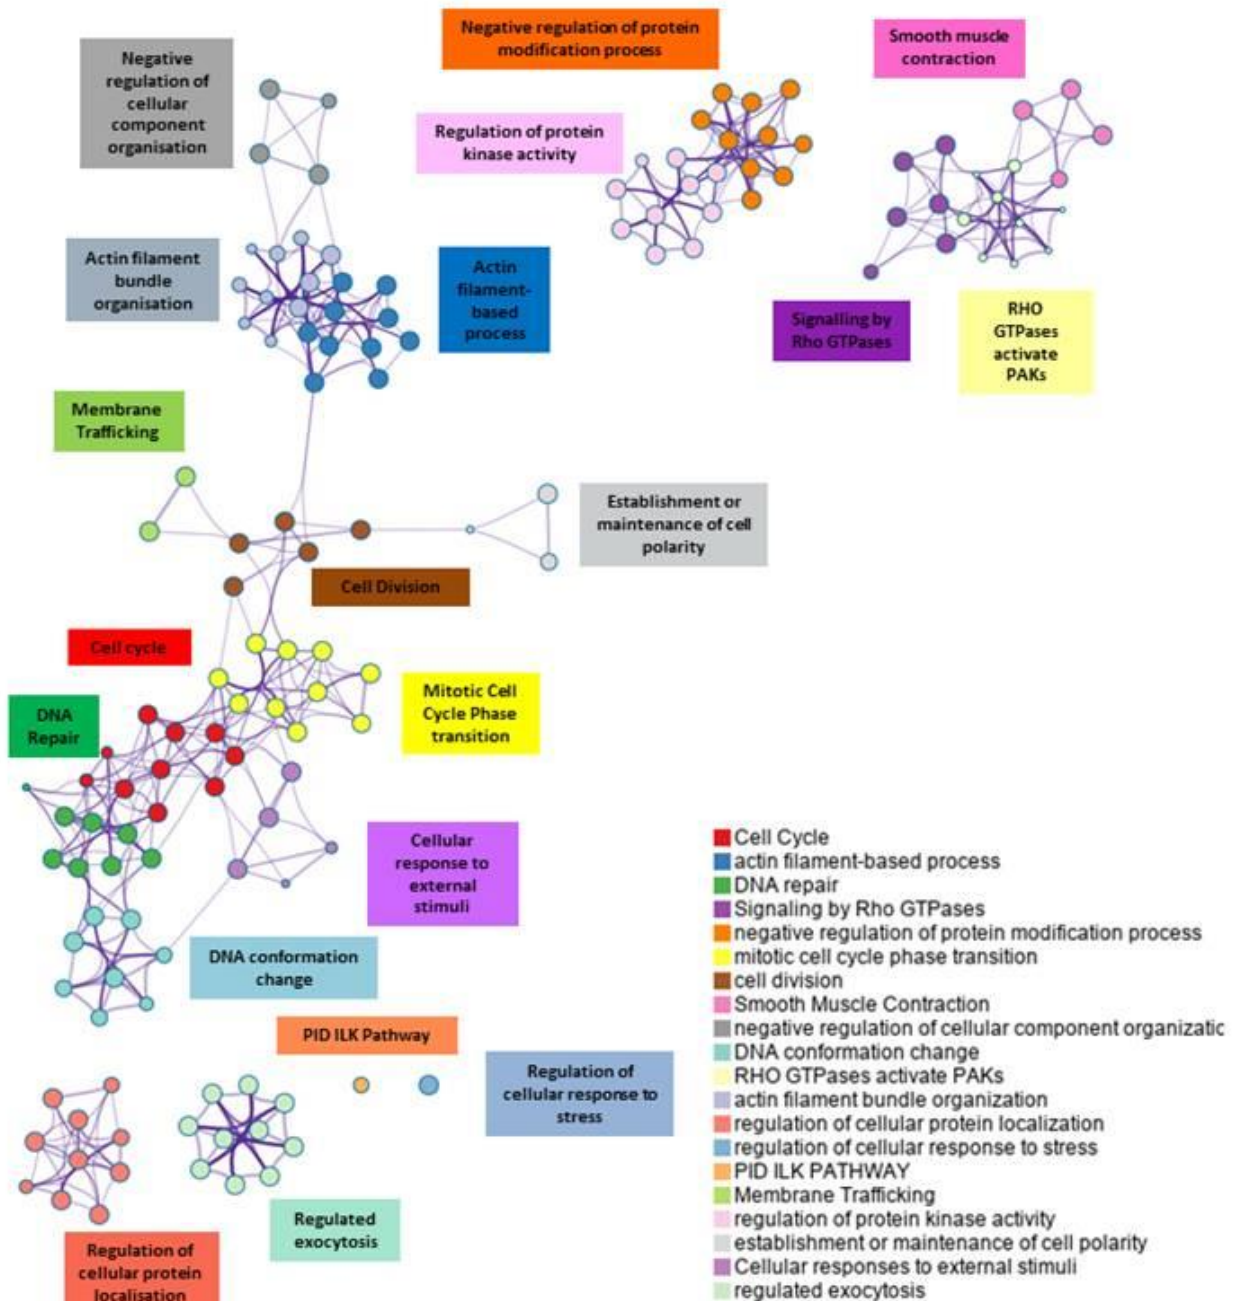 Negative regulation of protein
modification process
Smooth muscle
contraction
Negative
regulation of
cellular
component
organisation
Regulation of protein
kinase activity
Actin filament
bundle
organisation
Actin
filament-
based
process
Signalling by
Rho GTPases
RHO
GTPases
activate
PAKs
Membrane
Trafficking
Establishment or
maintenance of cell
polarity
Cell Division
Cell cycle
Mitotic Cell
Cycle Phase
transition
DNA
Repair
Cellular
response to
external
stimuli
DNA conformation
change
PID ILK Pathway
Regulation of
cellular response to
stress
Regulated
exocytosis
Regulation of
cellular protein
localisation
Cell Cycle
actin filament-based process
DNA repair
Signaling by Rho GTPases
negative regulation of protein modification process
mitotic cell cycle phase transition
cell division
Smooth Muscle Contraction
negative regulation of cellular component organizatic
DNA conformation change
RHO GTPases activate PAKs
actin filament bundle organization
regulation of cellular protein localization
regulation of cellular response to stress
PID ILK PATHWAY
Membrane Trafficking
regulation of protein kinase activity
establishment or maintenance of cell polarity
Cellular responses to external stimuli
regulated exocytosis